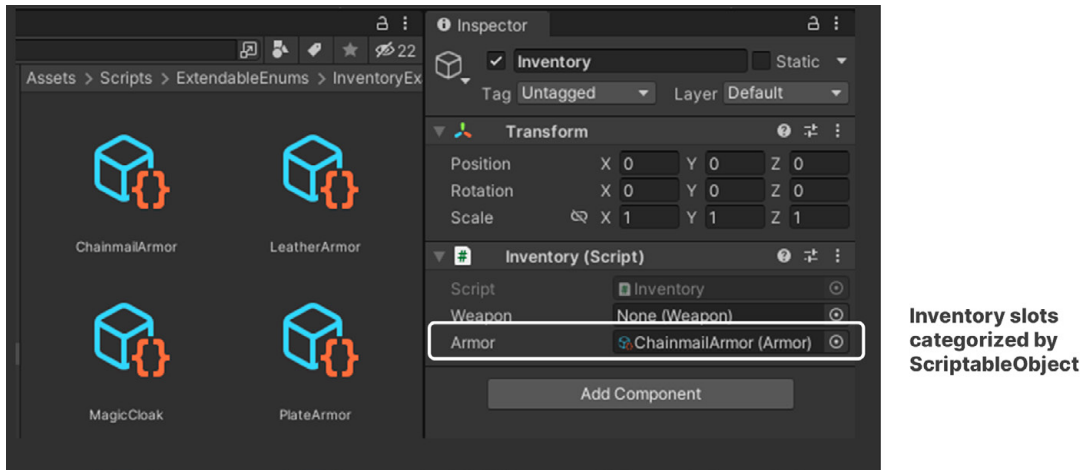 22
Assets > Scripts > ExtendableEnums > InventoryEx
ChainmailArmor
LeatherArmor
MagicCloak
PlateArmor
Inspector
Inventory
Static
Tag Untagged
Layer Default
Transform
Position X 0 Y 0 Z 0
Rotation X 0 Y 0 Z 0
Scale X 1 Y 1 Z 1
# Inventory (Script)
Script Inventory
Weapon None (Weapon)
Armor ChainmailArmor (Armor)
Add Component
Inventory slots
categorized by
ScriptableObject